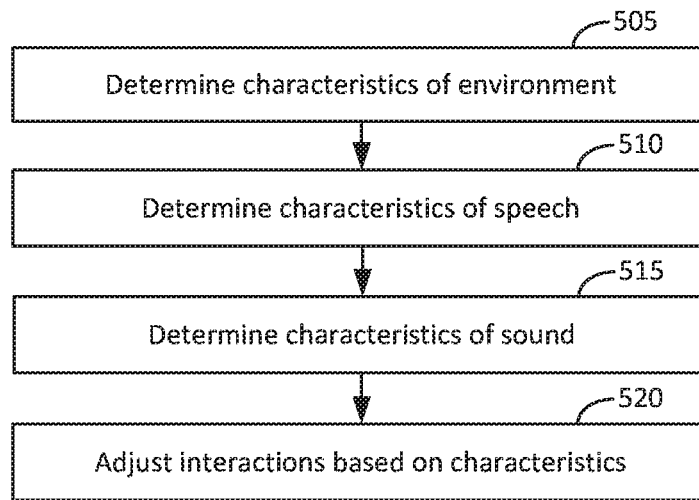 505
Determine characteristics of environment
510
Determine characteristics of speech
515
Determine characteristics of sound
520
Adjust interactions based on characteristics